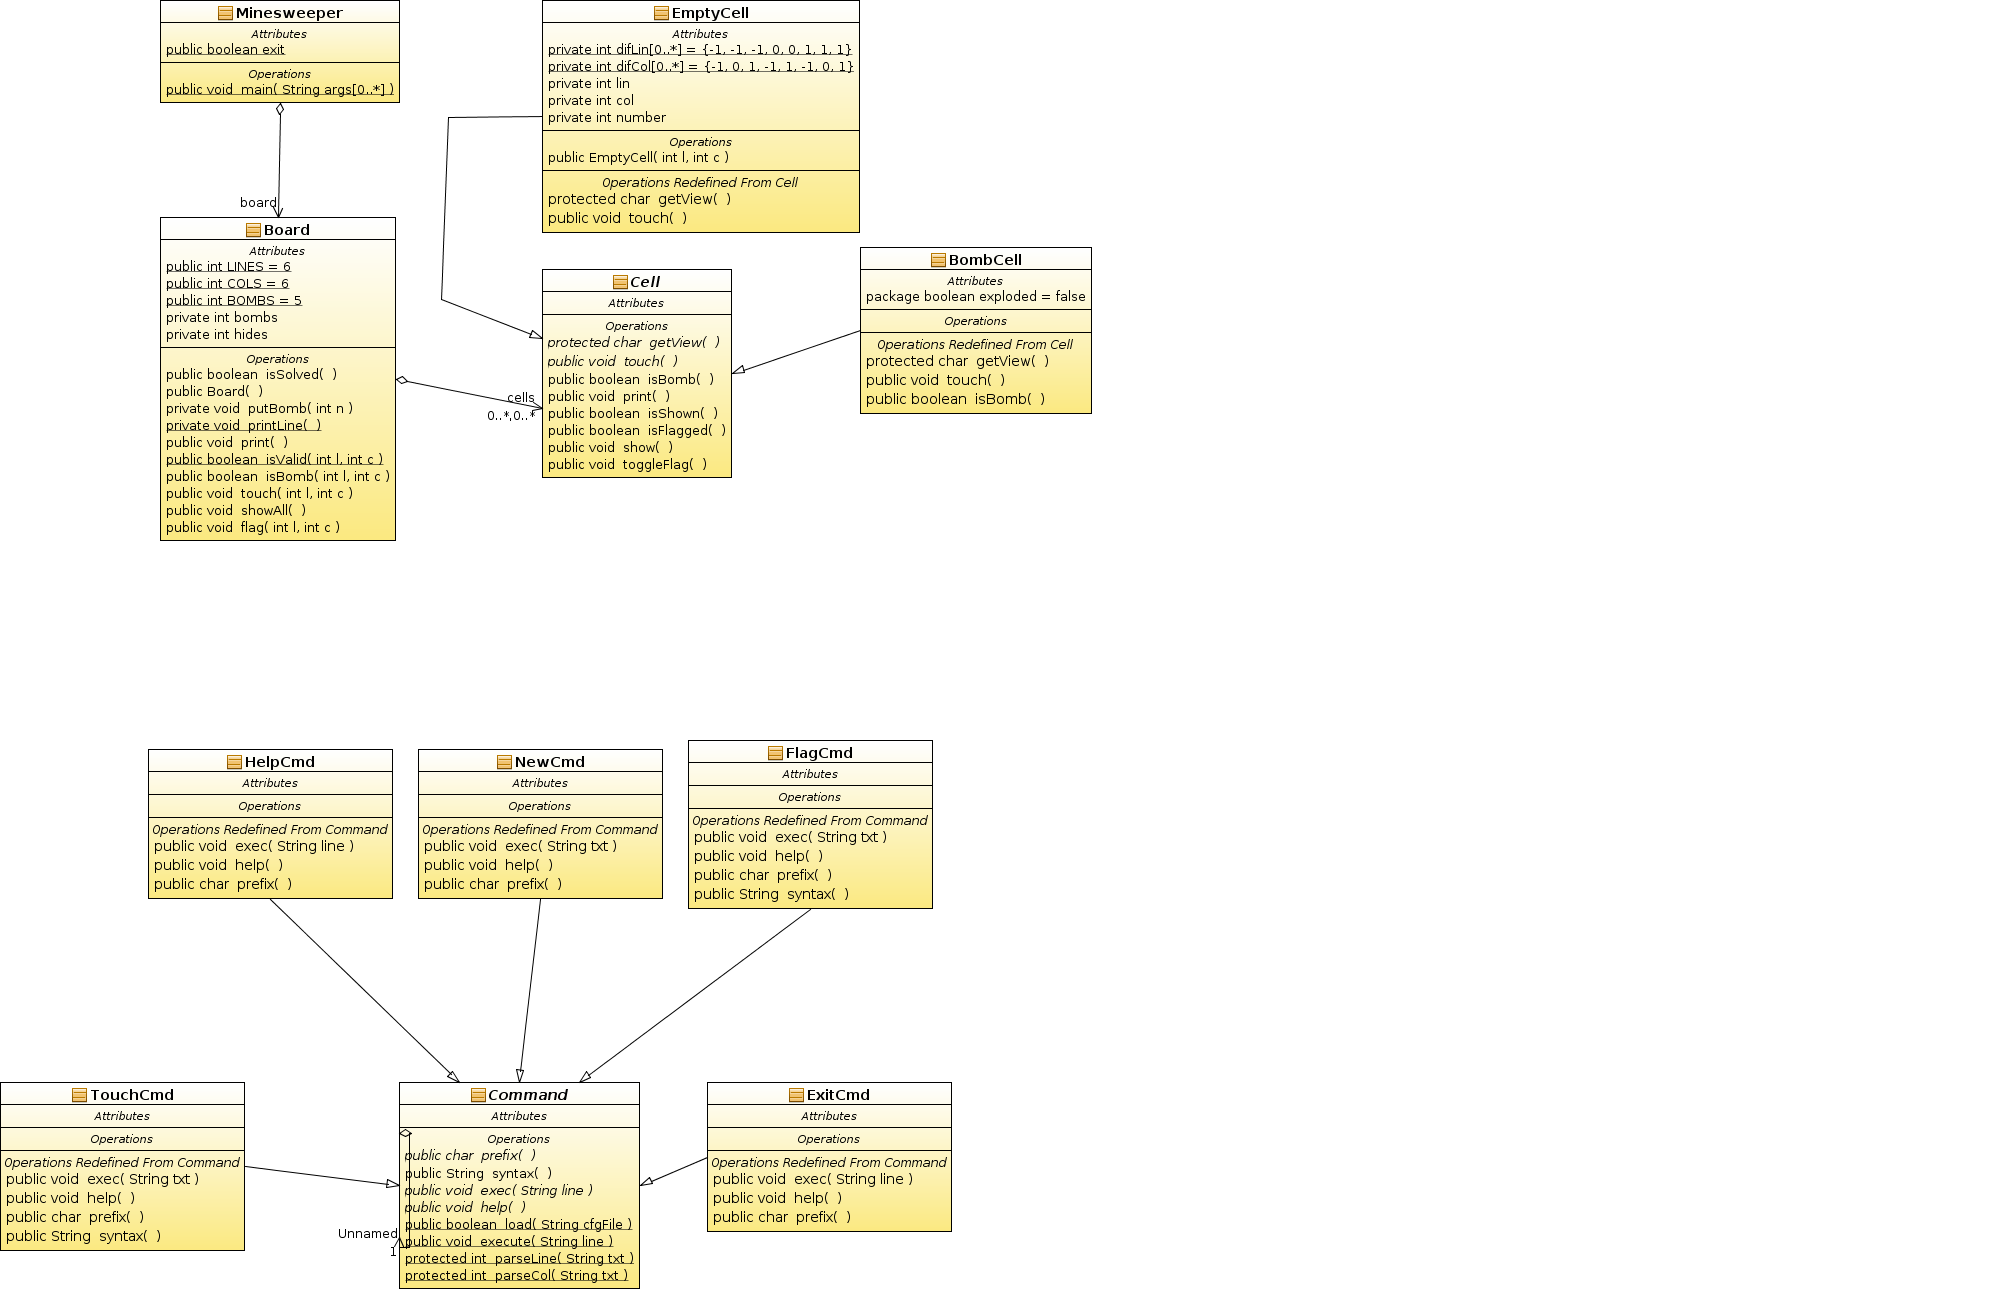 Minesweeper
Attributes
public boolean exit
Operations
public void  main( String args[0..*] )
EmptyCell
Attributes
private int difLin[0..*] = {-1, -1, -1, 0, 0, 1, 1, 1}
private int difCol[0..*] = {-1, 0, 1, -1, 1, -1, 0, 1}
private int lin
private int col
private int number
Operations
public EmptyCell( int l, int c )
Operations Redefined From Cell
protected char  getView(  )
public void  touch(  )
board
Board
Attributes
public int LINES = 6
public int COLS = 6
public int BOMBS = 5
private int bombs
private int hides
Operations
public boolean  isSolved(  )
public Board(  )
private void  putBomb( int n )
private void  printLine(  )
public void  print(  )
public boolean  isValid( int l, int c )
public boolean  isBomb( int l, int c )
public void  touch( int l, int c )
public void  showAll(  )
public void  flag( int l, int c )
cells
0..*,0..*
Cell
Attributes
Operations
protected char  getView(  )
public void  touch(  )
public boolean  isBomb(  )
public void  print(  )
public boolean  isShown(  )
public boolean  isFlagged(  )
public void  show(  )
public void  toggleFlag(  )
BombCell
Attributes
package boolean exploded = false
Operations
Operations Redefined From Cell
protected char  getView(  )
public void  touch(  )
public boolean  isBomb(  )
HelpCmd
Attributes
Operations
Operations Redefined From Command
public void  exec( String line )
public void  help(  )
public char  prefix(  )
NewCmd
Attributes
Operations
Operations Redefined From Command
public void  exec( String txt )
public void  help(  )
public char  prefix(  )
FlagCmd
Attributes
Operations
Operations Redefined From Command
public void  exec( String txt )
public void  help(  )
public char  prefix(  )
public String  syntax(  )
TouchCmd
Attributes
Operations
Operations Redefined From Command
public void  exec( String txt )
public void  help(  )
public char  prefix(  )
public String  syntax(  )
Command
Attributes
Operations
public char  prefix(  )
public String  syntax(  )
public void  exec( String line )
public void  help(  )
public boolean  load( String cfgFile )
public void  execute( String line )
protected int  parseLine( String txt )
protected int  parseCol( String txt )
Unnamed
1
ExitCmd
Attributes
Operations
Operations Redefined From Command
public void  exec( String line )
public void  help(  )
public char  prefix(  )